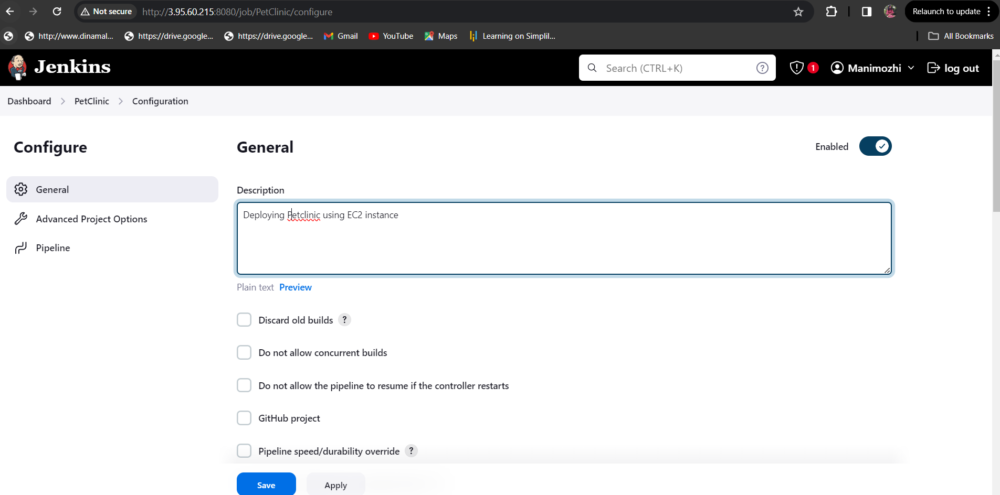 Not secure http://3.95.60.215:8080/job/PetClinic/configure Relaunch to update
http://www.dinamal... https://drive.google... https://drive.google... Gmail YouTube Maps Learning on Simplil... All Bookmarks
Jenkins Search (CTRL+K) ? 1 Manimozhi log out
Dashboard PetClinic Configuration
Configure
General
Advanced Project Options
Pipeline
General Enabled
Description
Deploying Petclinic using EC2 instance
Plain text Preview
Discard old builds ?
Do not allow concurrent builds
Do not allow the pipeline to resume if the controller restarts
GitHub project
Pipeline speed/durability override ?
Save Apply